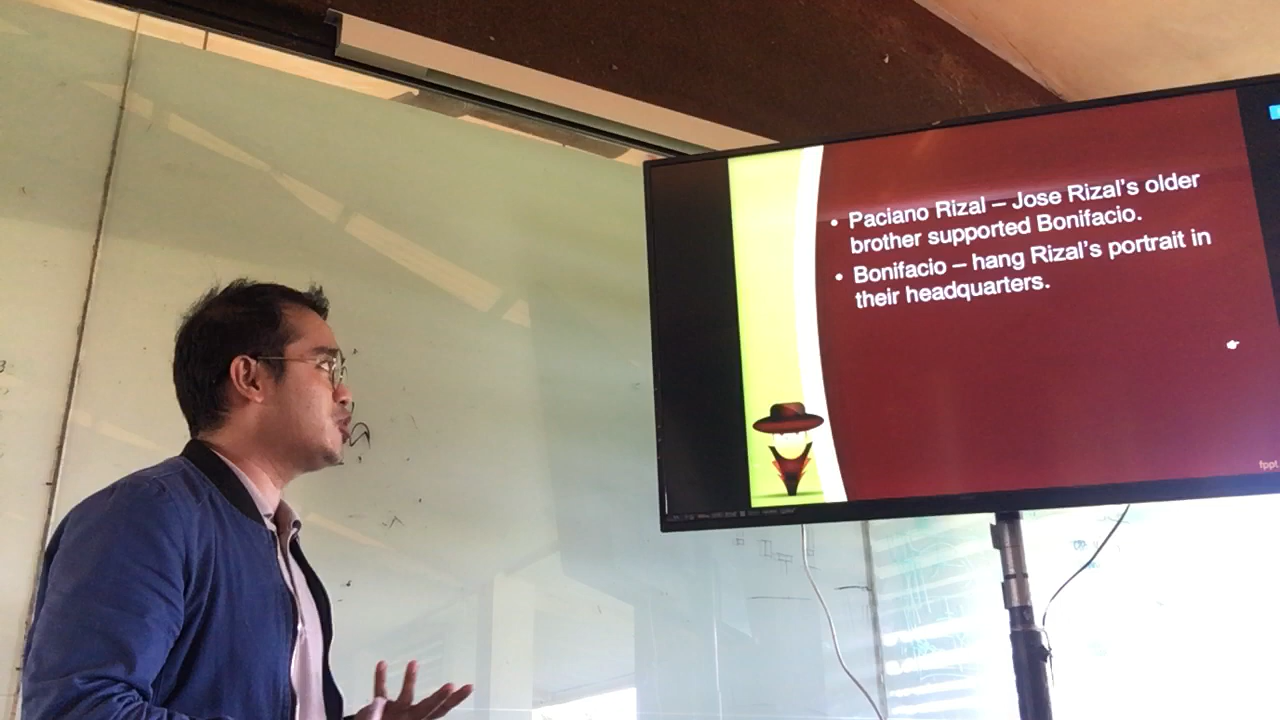 • Paciano Rizal – Jose Rizal's older
brother supported Bonifacio.
• Bonifacio – hang Rizal's portrait in
their headquarters.
fppt